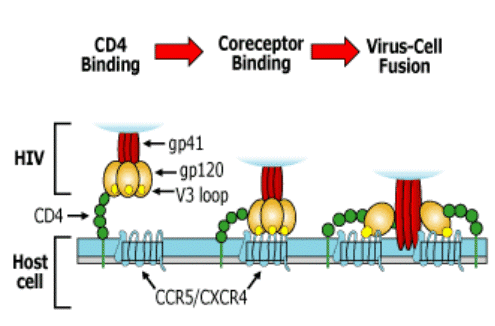 CD4
Binding
Coreceptor
Binding
Virus-Cell
Fusion
HIV
gp41
gp120
V3 loop
CD4
Host
cell
CCR5/CXCR4